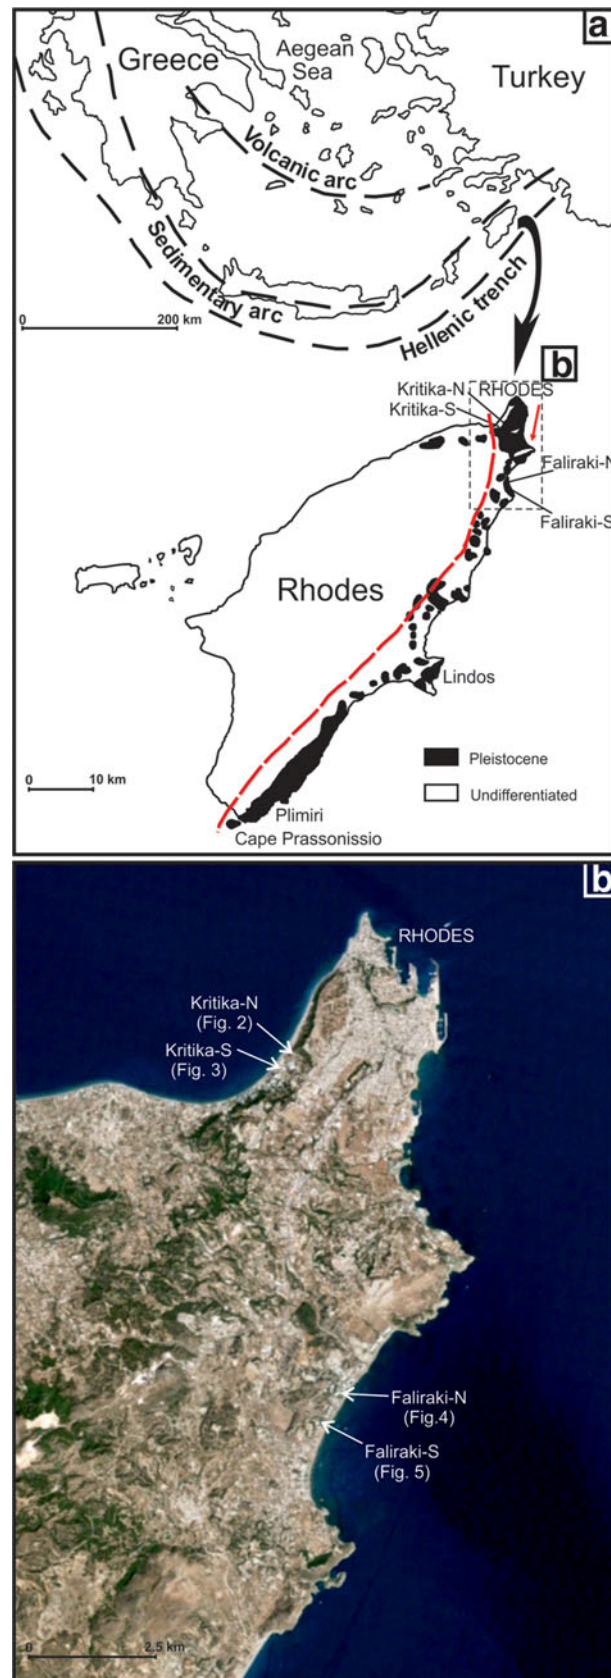 a
Greece
Aegean
Sea
Turkey
Volcanic arc
Sedimentary arc
Hellenic trench
200 km
0
b
Kritika-N
RHODES
Kritika-S
Faliraki-N
Faliraki-S
Rhodes
Lindos
Pleistocene
0
10 km
Undifferentiated
Plimiri
Cape Prassonissio
b
RHODES
Kritika-N
(Fig. 2)
Kritika-S
(Fig. 3)
Faliraki-N
(Fig.4)
Faliraki-S
(Fig. 5)
0
2.5 km